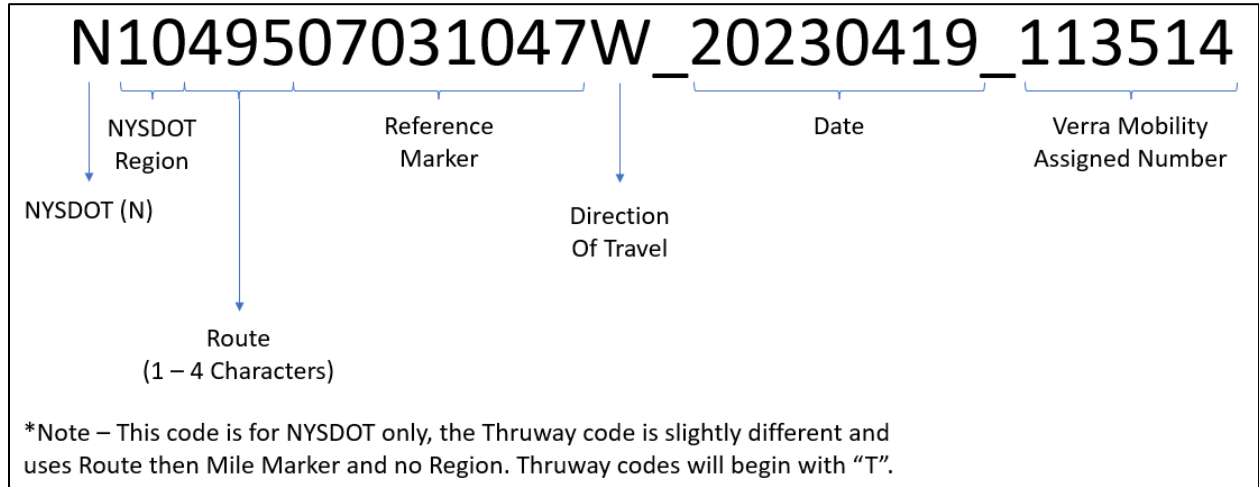 N1049507031047W_20230419_113514
NYSDOT
Region
Reference
Marker
Date
Verra Mobility
Assigned Number
NYSDOT (N)
Direction
Of Travel
Route
(1 – 4 Characters)
*Note – This code is for NYSDOT only, the Thruway code is slightly different and
uses Route then Mile Marker and no Region. Thruway codes will begin with “T”.